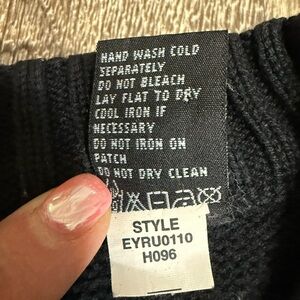 HAND WASH COLD
SEPARATELY
DO NOT BLEACH
LAY FLAT TO DRY
COOL IRON IF
NECESSARY
DO NOT IRON ON
PATCH
DO NOT DRY CLEAN
STYLE
EYRU0110
H096